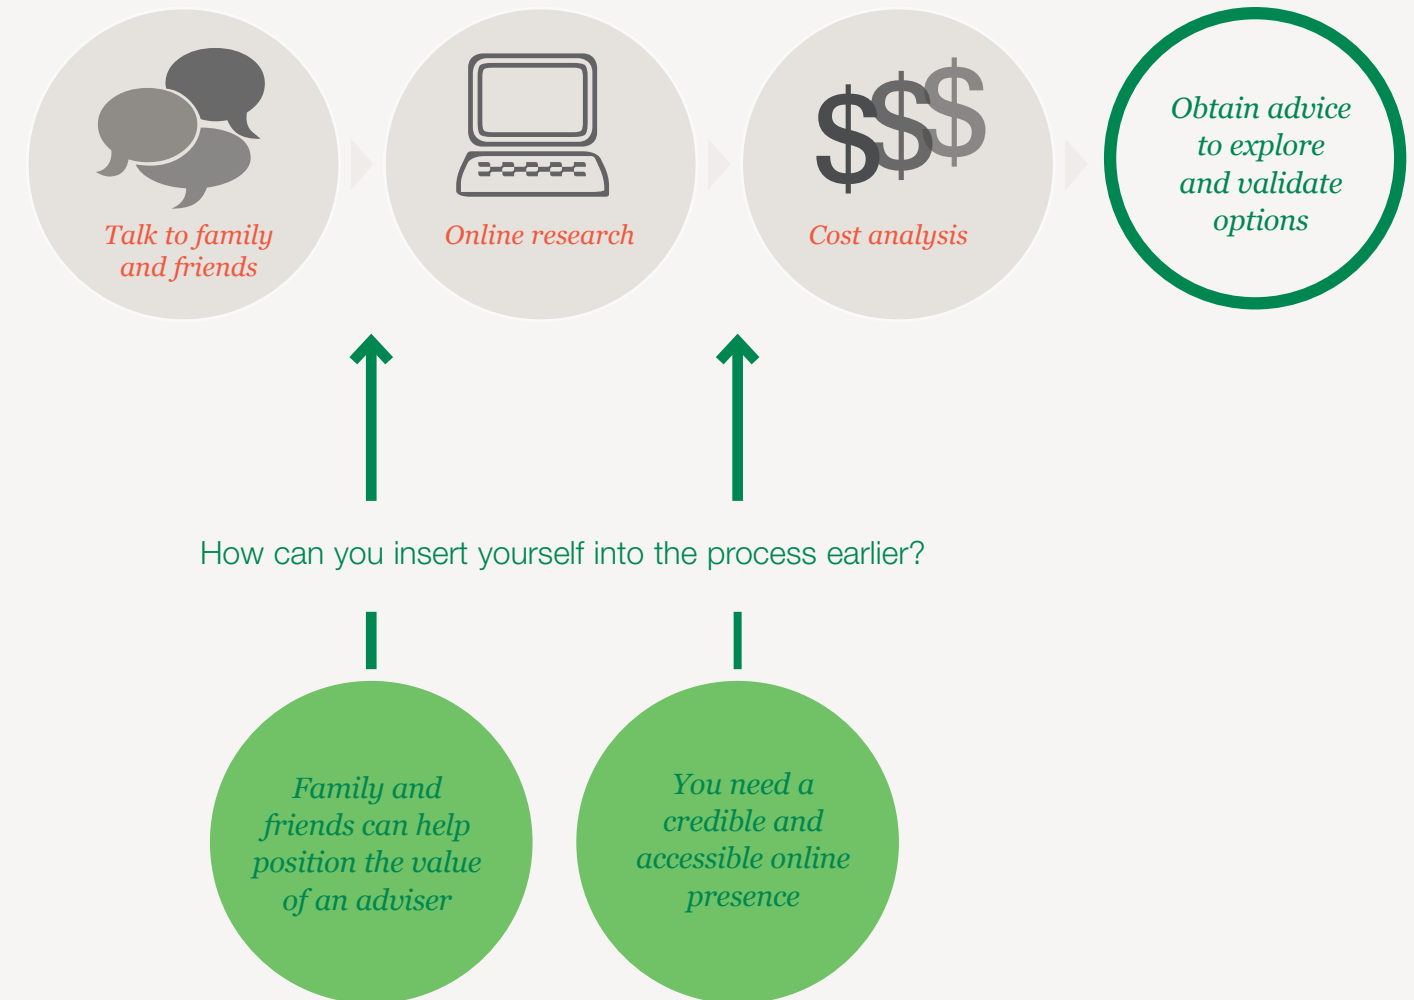 Talk to family
and friends
Online research
$$$
Cost analysis
Obtain advice
to explore
and validate
options
How can you insert yourself into the process earlier?
Family and
friends can help
position the value
of an adviser
You need a
credible and
accessible online
presence